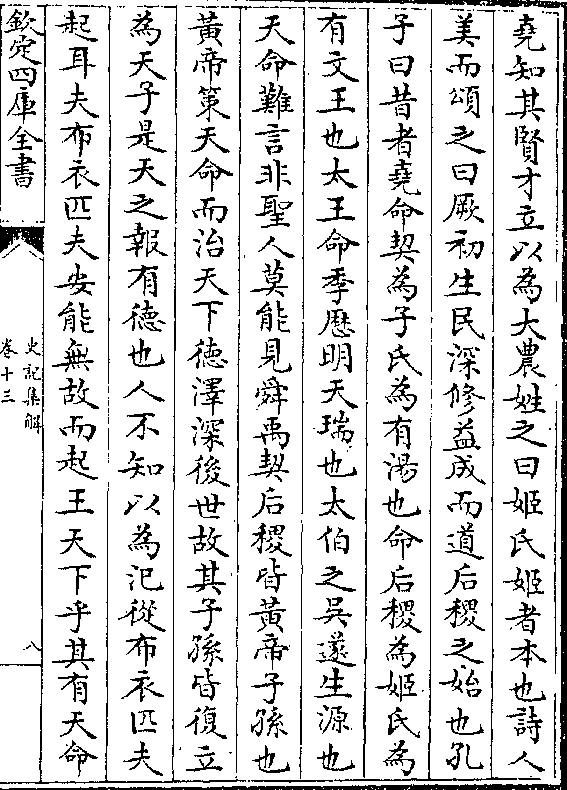 堯知其賢才立以為大農姓之曰姬氏姬者本也詩人
美而頌之曰厥初生民深修益成而道后稷之始也孔
子曰昔者堯命契為子氏為有湯也命后稷為姬氏為
有文王也太王命季歷明天瑞也太伯之吳遂生源也
天命難言非聖人莫能見舜禹契后稷皆黃帝子孫也
黃帝策天命而治天下德澤深後世故其子孫皆復立
為天子是天之報有德也人不知以為汜從布衣匹夫
起耳夫布衣匹夫安能無故而起王天下乎其有天命
欽定四庫全書
史記集解
卷十三
八